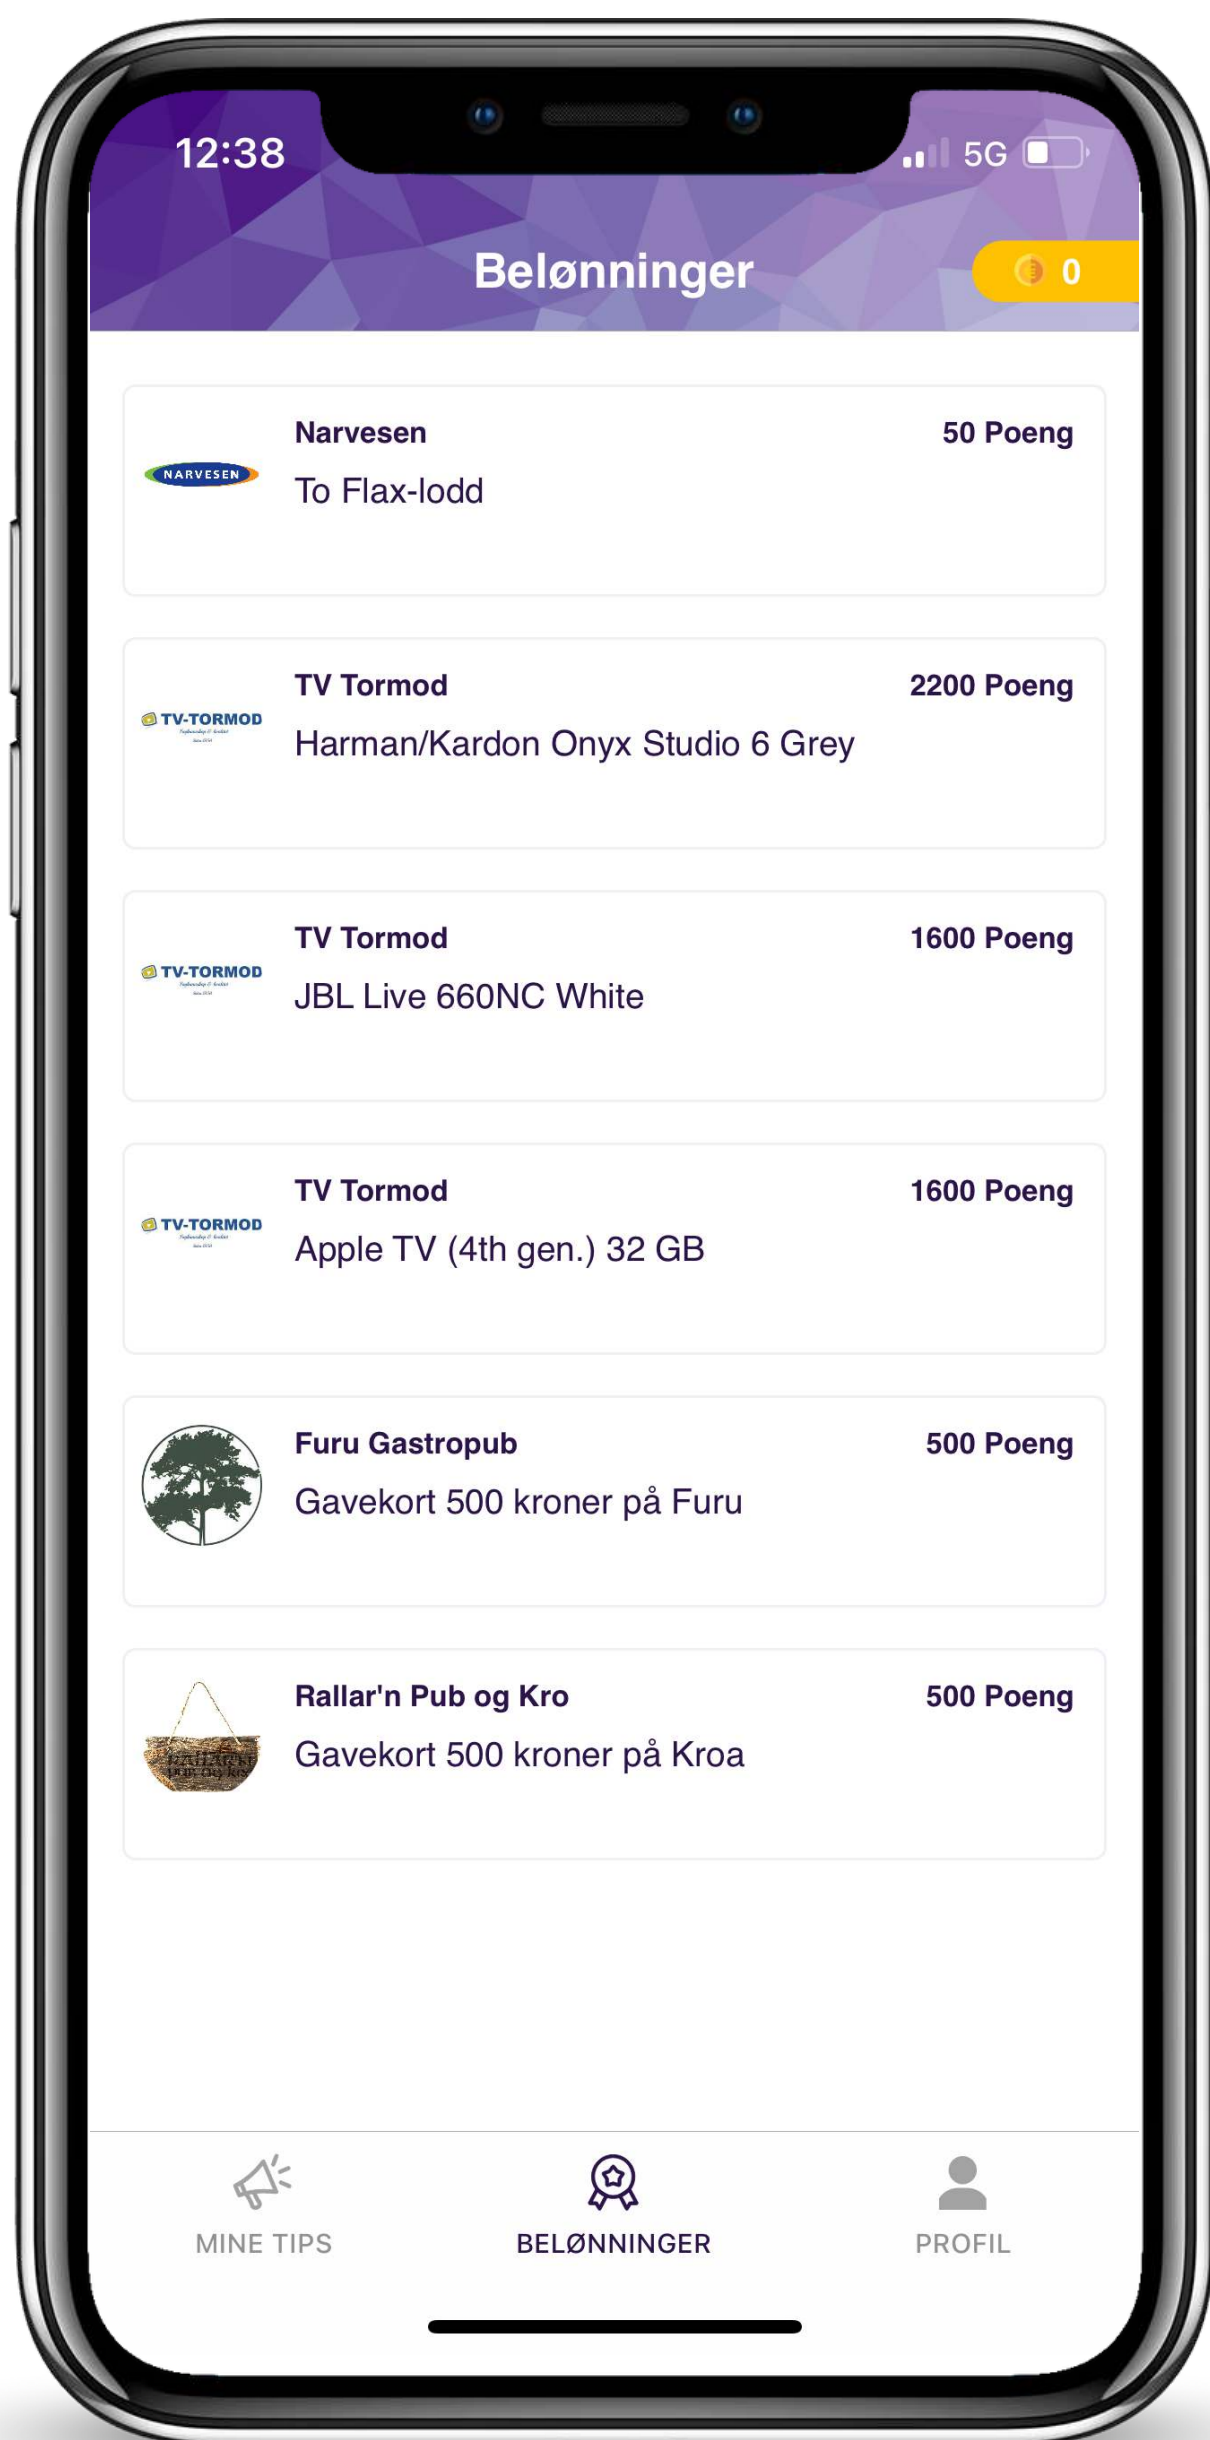 12:38
5G
Belønninger
0
Narvesen
50 Poeng
NARVESEN
To Flax-lodd
TV Tormod
2200 Poeng
TV-TORMOD
Harman/Kardon Onyx Studio 6 Grey
TV Tormod
1600 Poeng
TV-TORMOD
JBL Live 660NC White
TV Tormod
1600 Poeng
TV-TORMOD
Apple TV (4th gen.) 32 GB
Furu Gastropub
500 Poeng
Gavekort 500 kroner på Furu
Rallar'n Pub og Kro
500 Poeng
Gavekort 500 kroner på Kroa
MINE TIPS
BELØNNINGER
PROFIL